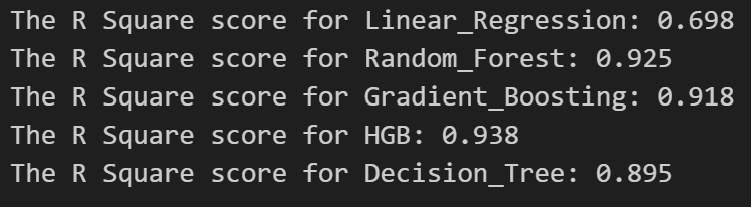 The R Square score for Linear_Regression: 0.698
The R Square score for Random_Forest: 0.925
The R Square score for Gradient_Boosting: 0.918
The R Square score for HGB: 0.938
The R Square score for Decision_Tree: 0.895